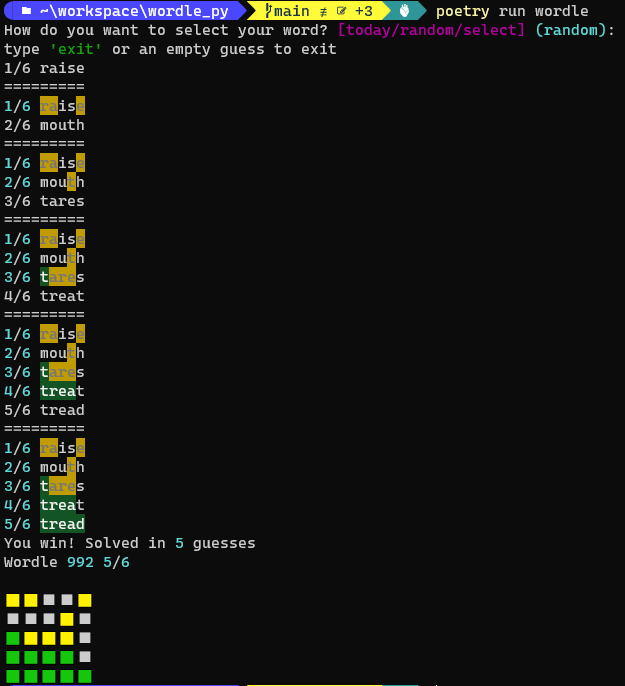 ~\workspace\wordle_py main ≢ +3 poetry run wordle
How do you want to select your word? [today/random/select] (random):
type 'exit' or an empty guess to exit
1/6 raise
=========
1/6 raise
2/6 mouth
=========
1/6 raise
2/6 mouth
3/6 tares
=========
1/6 raise
2/6 mouth
3/6 tares
4/6 treat
=========
1/6 raise
2/6 mouth
3/6 tares
4/6 treat
5/6 tread
=========
1/6 raise
2/6 mouth
3/6 tares
4/6 treat
5/6 tread
You win! Solved in 5 guesses
Wordle 992 5/6